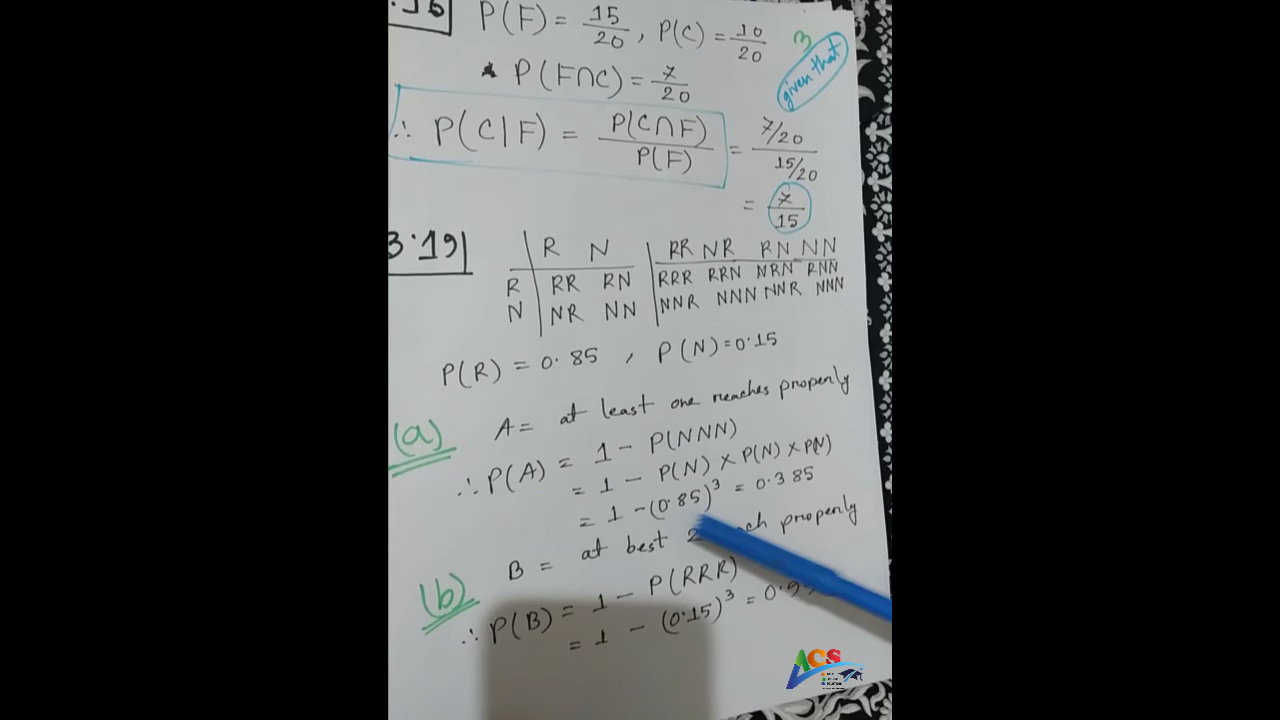 .16 P(F) = 15/20 , P(C) = 10/20 3
given that
P(F∩C) = 7/20
∴ P(C|F) = P(C∩F)/P(F) = 7/20 / 15/20
= 7/15
3.19 R N RR NR RN NN
R RR RN RRR RRN NRN RNN
N NR NN NNR NNN NNR NNN
P(R) = 0.85 , P(N) = 0.15
(a) A = at least one reaches properly
∴ P(A) = 1 - P(NNN)
= 1 - P(N) × P(N) × P(N)
= 1 - (0.85)³ = 0.385
B = at best 2 properly
(b) ∴ P(B) = 1 - P(RRR)
= 1 - (0.15)³ =
ACS